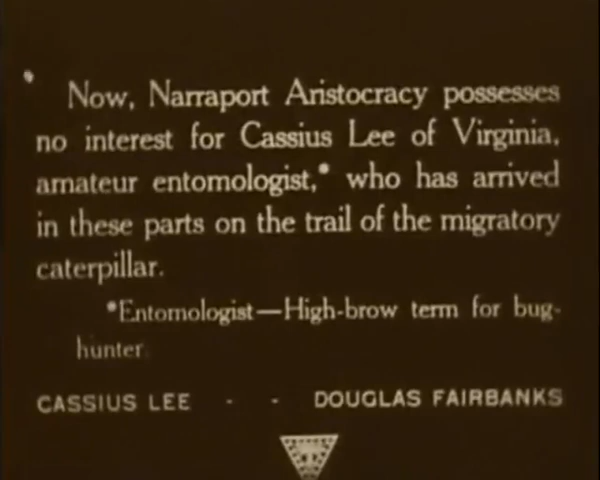 Now, Narraport Aristocracy possesses
no interest for Cassius Lee of Virginia,
amateur entomologist,* who has arrived
in these parts on the trail of the migratory
caterpillar.
*Entomologist—High-brow term for bug-
hunter.
CASSIUS LEE - - DOUGLAS FAIRBANKS